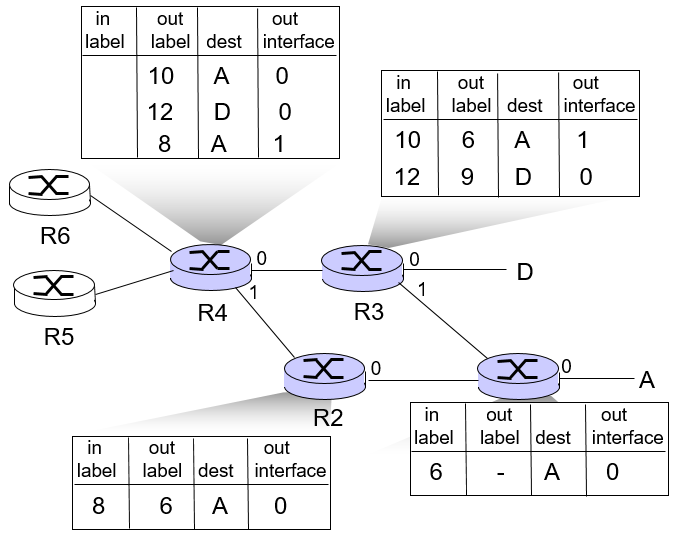 in out out
label label dest interface
10 A 0
12 D 0
8 A 1
in out out
label label dest interface
10 6 A 1
12 9 D 0
R6
R5
R4
0
1
R3
0
1
D
R2
0
0
A
in out out
label label dest interface
6 - A 0
in out out
label label dest interface
8 6 A 0